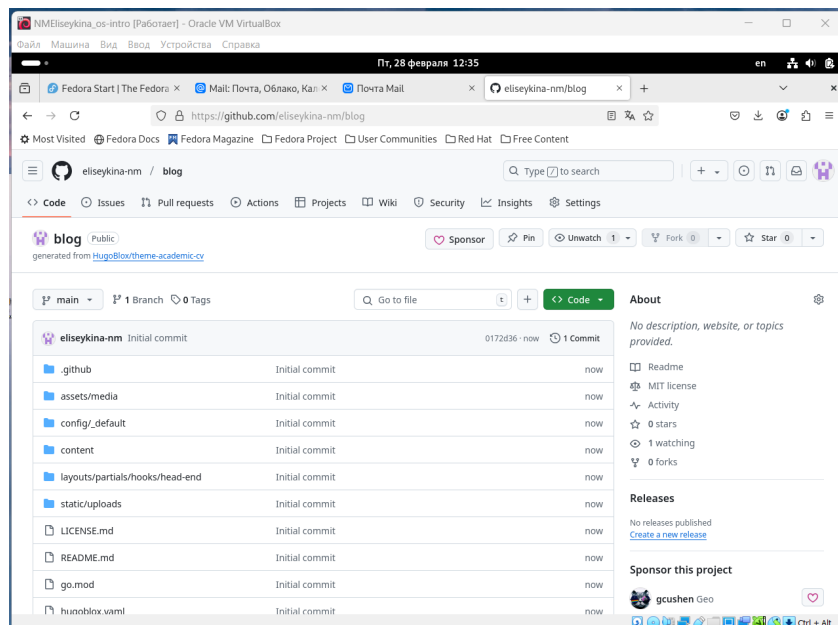 NMEliseykina_os-intro [Работает] - Oracle VM VirtualBox
Файл Машина Вид Ввод Устройства Справка
Пт, 28 февраля 12:35 en
Fedora Start | The Fedora Mail: Почта, Облако, Кал Почта Mail eliseykina-nm/blog
https://github.com/eliseykina-nm/blog
Most Visited Fedora Docs Fedora Magazine Fedora Project User Communities Red Hat Free Content
eliseykina-nm / blog Type / to search
Code Issues Pull requests Actions Projects Wiki Security Insights Settings
blog Public Sponsor Pin Unwatch 1 Fork 0 Star 0
generated from HugoBlox/theme-academic-cv
main 1 Branch 0 Tags Go to file t Code
eliseykina-nm Initial commit 0172d36 · now 1 Commit
.github Initial commit now
assets/media Initial commit now
config/_default Initial commit now
content Initial commit now
layouts/partials/hooks/head-end Initial commit now
static/uploads Initial commit now
LICENSE.md Initial commit now
README.md Initial commit now
go.mod Initial commit now
hugoblox.yaml Initial commit now
About
No description, website, or topics
provided.
Readme
MIT license
Activity
0 stars
1 watching
0 forks
Releases
No releases published
Create a new release
Sponsor this project
gcushen Geo
Ctrl + Alt